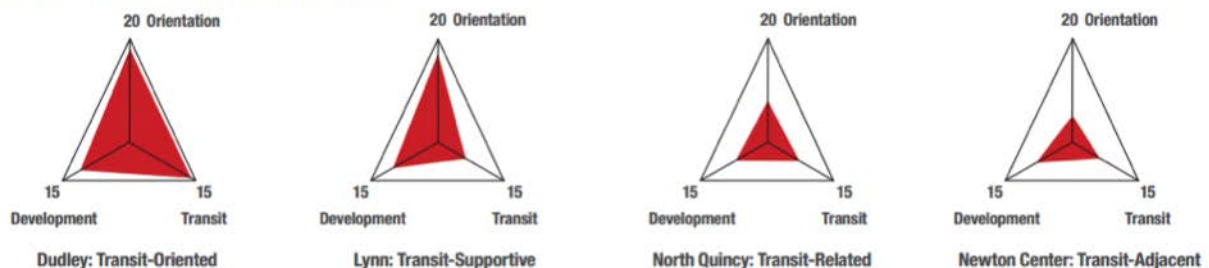 20 Orientation
15
15
Development
Transit
Dudley: Transit-Oriented
20 Orientation
15
15
Development
Transit
Lynn: Transit-Supportive
20 Orientation
15
15
Development
Transit
North Quincy: Transit-Related
20 Orientation
15
15
Development
Transit
Newton Center: Transit-Adjacent